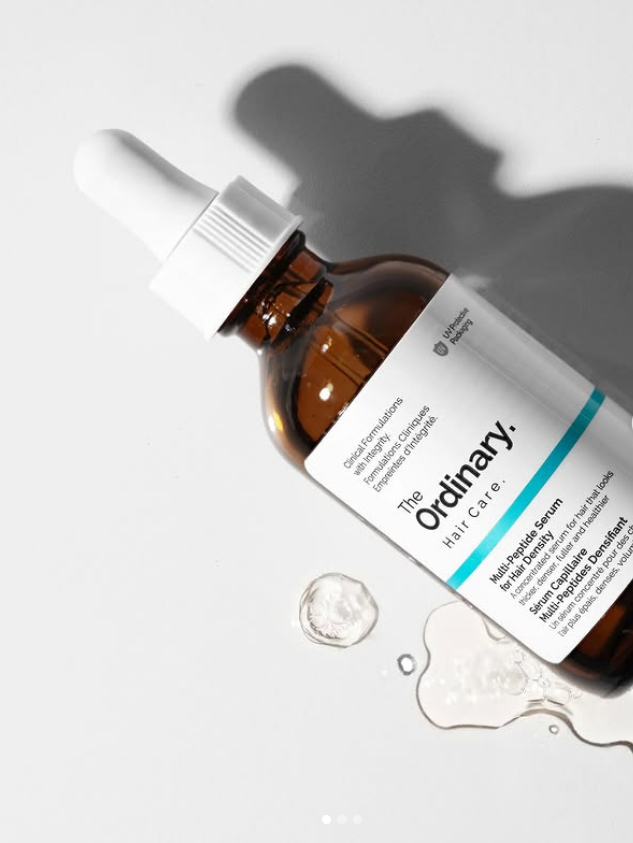 UV Protective
Packaging
Clinical Formulations
with Integrity.
Formulations Cliniques
Empreintes d'Intégrité.
The
Ordinary.
Hair Care.
Multi-Peptide Serum
for Hair Density
A concentrated serum for hair that looks
thicker, denser, fuller and healthier
Sérum Capillaire
Multi-Peptides Densifiant
Un sérum concentré pour des
l'air plus épais, denses,